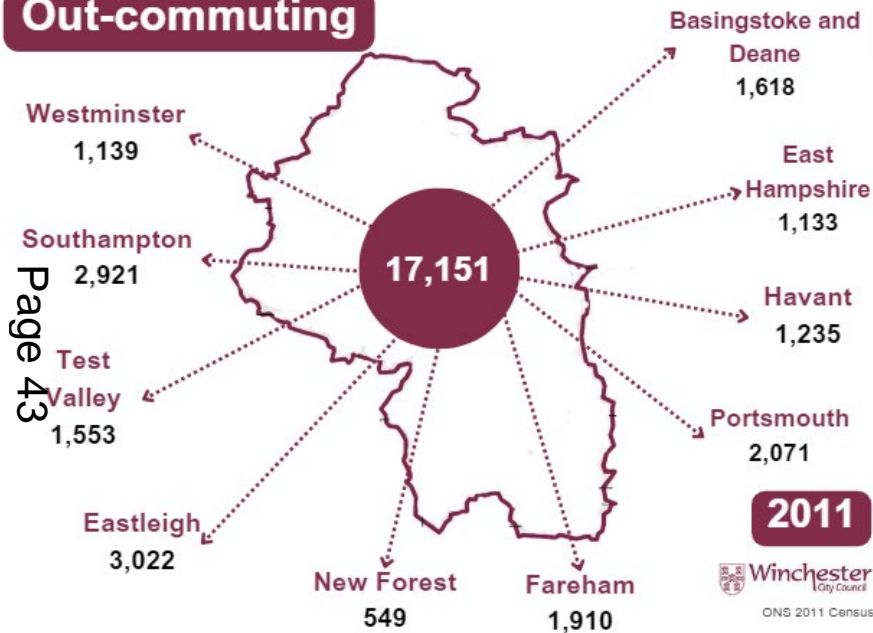 Out-commuting
Basingstoke and
Deane
1,618
Westminster
1,139
East
Hampshire
1,133
Southampton
2,921
17,151
Havant
1,235
Page 43
Test
Valley
1,553
Portsmouth
2,071
Eastleigh
3,022
New Forest
549
Fareham
1,910
2011
Winchester
City Council
ONS 2011 Census